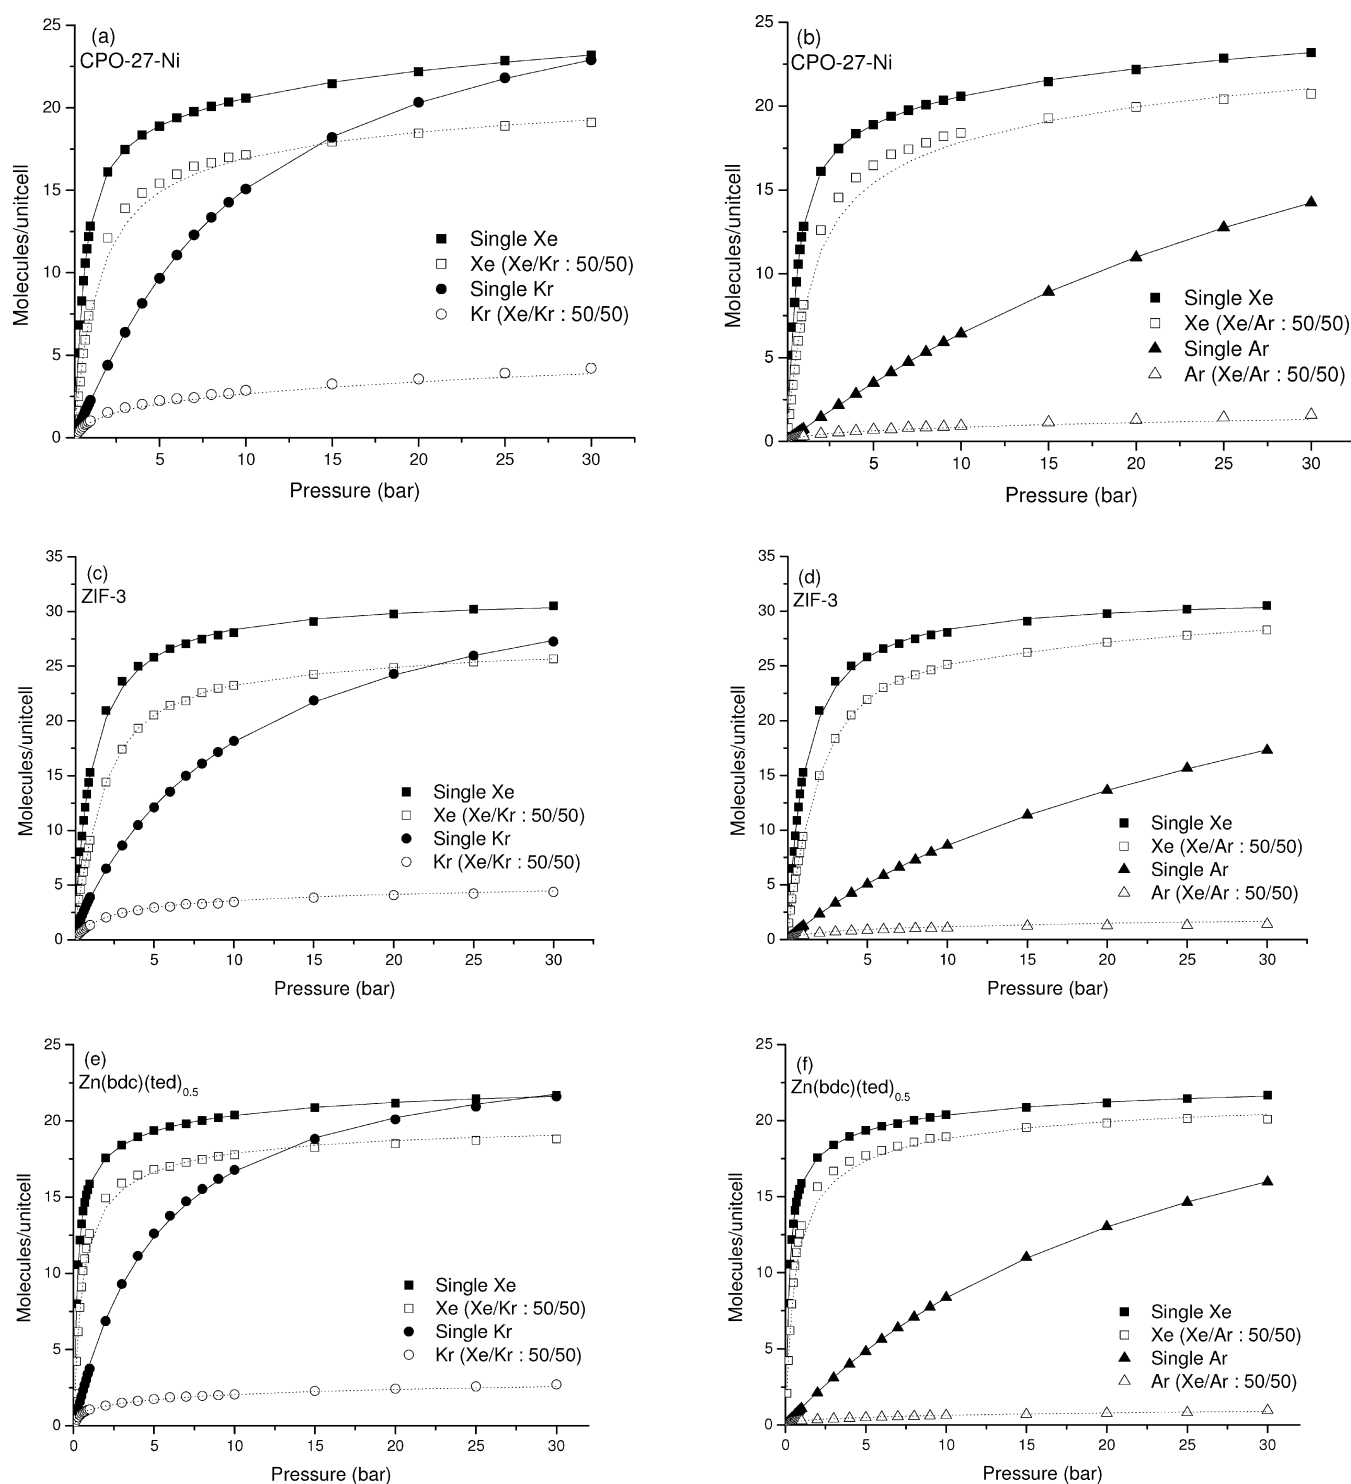 (a)
CPO-27-Ni
25
20
15
10
5
0
Molecules/unitcell
Single Xe
Xe (Xe/Kr : 50/50)
Single Kr
Kr (Xe/Kr : 50/50)
5 10 15 20 25 30
Pressure (bar)
(b)
CPO-27-Ni
25
20
15
10
5
0
Molecules/unitcell
Single Xe
Xe (Xe/Ar : 50/50)
Single Ar
Ar (Xe/Ar : 50/50)
5 10 15 20 25 30
Pressure (bar)
(c)
ZIF-3
35
30
25
20
15
10
5
0
Molecules/unitcell
Single Xe
Xe (Xe/Kr : 50/50)
Single Kr
Kr (Xe/Kr : 50/50)
5 10 15 20 25 30
Pressure (bar)
(d)
ZIF-3
35
30
25
20
15
10
5
0
Molecules/unitcell
Single Xe
Xe (Xe/Ar : 50/50)
Single Ar
Ar (Xe/Ar : 50/50)
5 10 15 20 25 30
Pressure (bar)
(e)
Zn(bdc)(ted)0.5
25
20
15
10
5
0
Molecules/unitcell
Single Xe
Xe (Xe/Kr : 50/50)
Single Kr
Kr (Xe/Kr : 50/50)
0 5 10 15 20 25 30
Pressure (bar)
(f)
Zn(bdc)(ted)0.5
25
20
15
10
5
0
Molecules/unitcell
Single Xe
Xe (Xe/Ar : 50/50)
Single Ar
Ar (Xe/Ar : 50/50)
0 5 10 15 20 25 30
Pressure (bar)